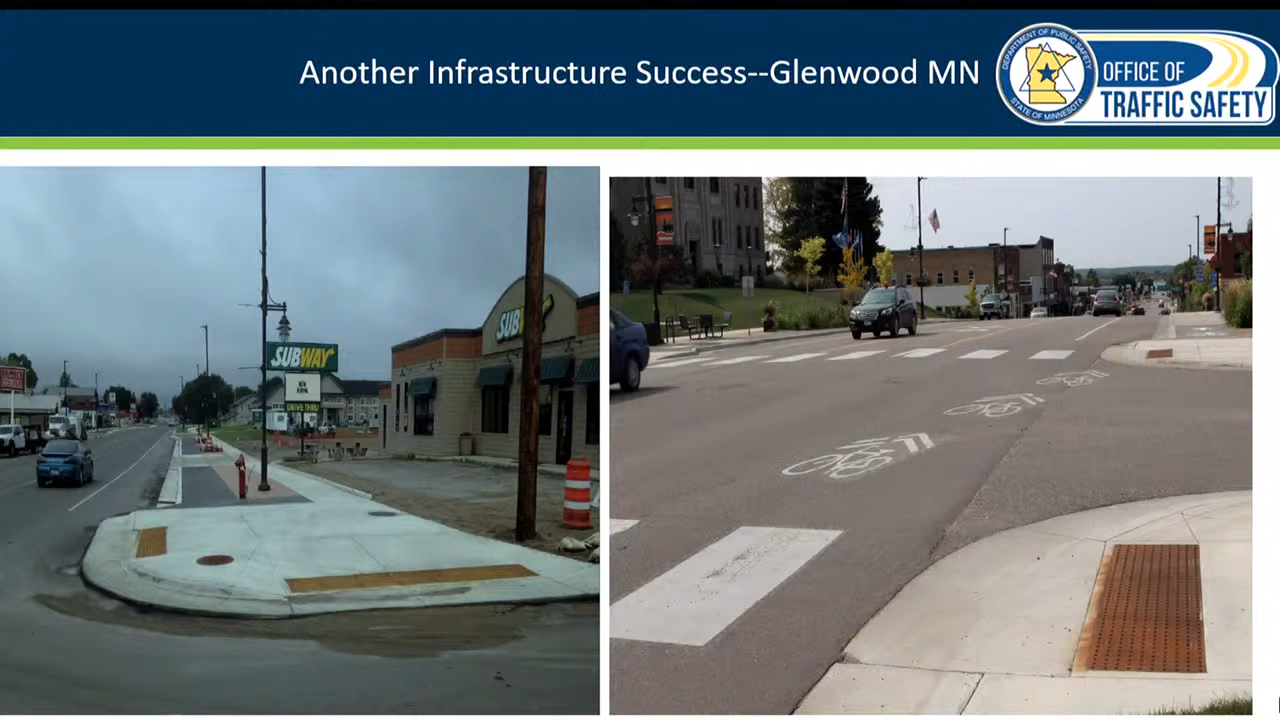 Another Infrastructure Success--Glenwood MN
DEPARTMENT OF PUBLIC SAFETY
STATE OF MINNESOTA
OFFICE OF
TRAFFIC SAFETY
SUBWAY
SUBWAY
DRIVE THRU